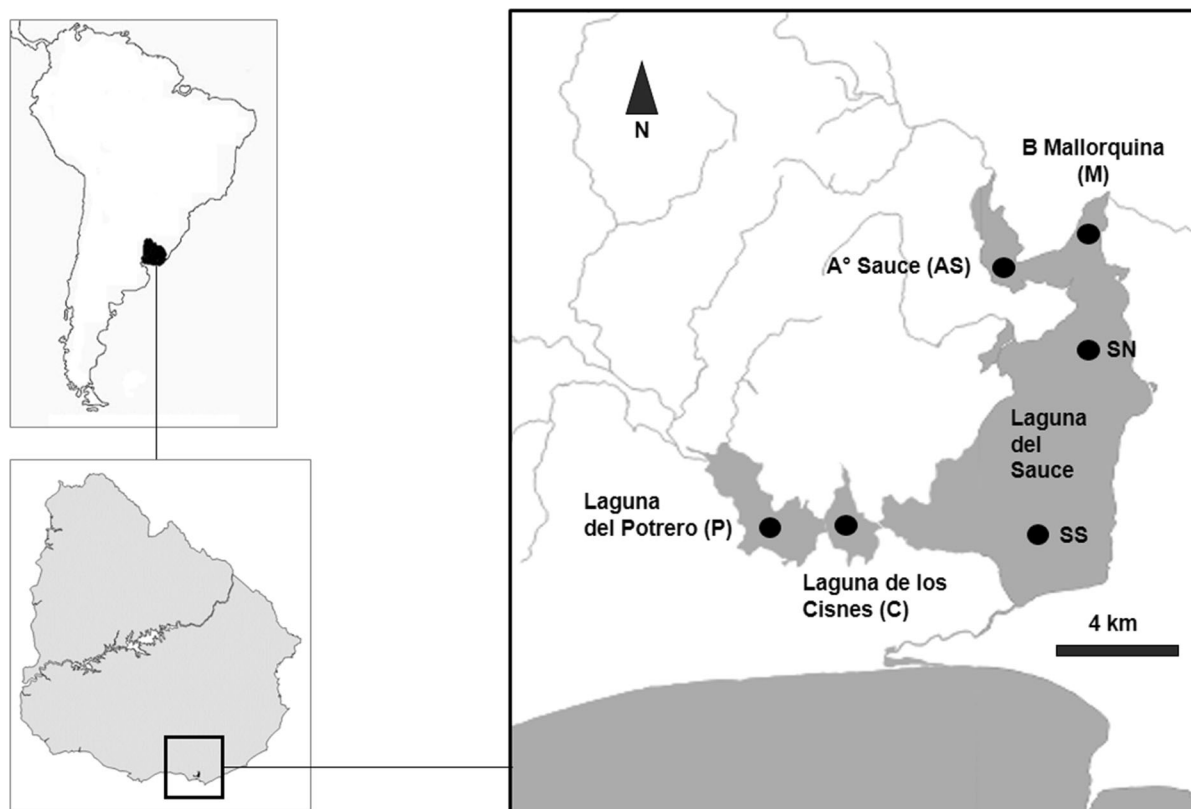 N
B Mallorquina
(M)
A° Sauce (AS)
SN
Laguna
del
Sauce
Laguna
del Potrero (P)
SS
Laguna de los
Cisnes (C)
4 km